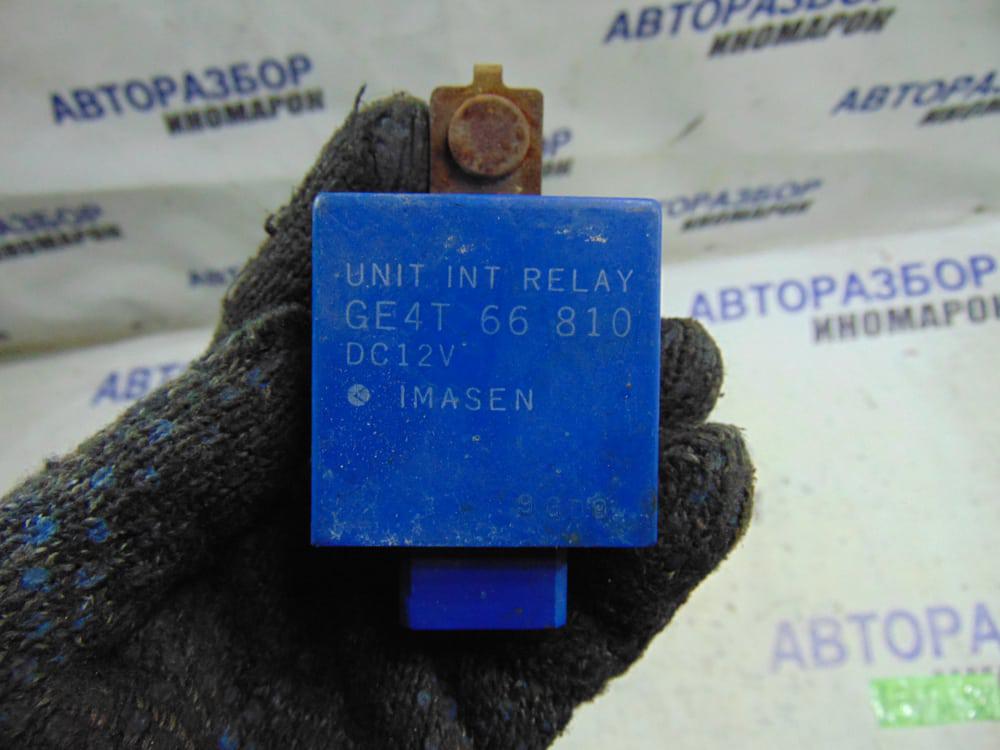 АВТОРАЗБОР
ИНОМАРОК
АВТОРАЗБОР
ИНОМАРОК
UNIT INT RELAY
GE4T 66 810
DC12V
IMASEN
АВТОРАЗБОР
ИНОМАРОК